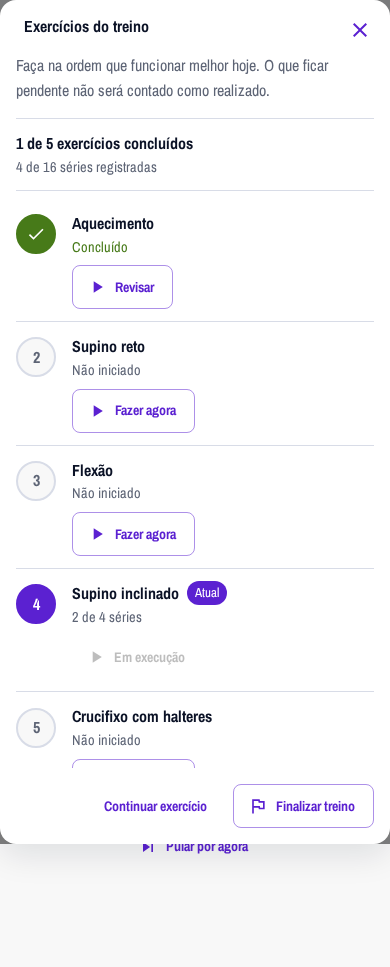 Exercícios do treino
Faça na ordem que funcionar melhor hoje. O que ficar
pendente não será contado como realizado.
1 de 5 exercícios concluídos
4 de 16 séries registradas
Aquecimento
Concluído
Revisar
2
Supino reto
Não iniciado
Fazer agora
3
Flexão
Não iniciado
Fazer agora
4
Supino inclinado Atual
2 de 4 séries
Em execução
5
Crucifixo com halteres
Não iniciado
Continuar exercício
Finalizar treino
Pular por agora